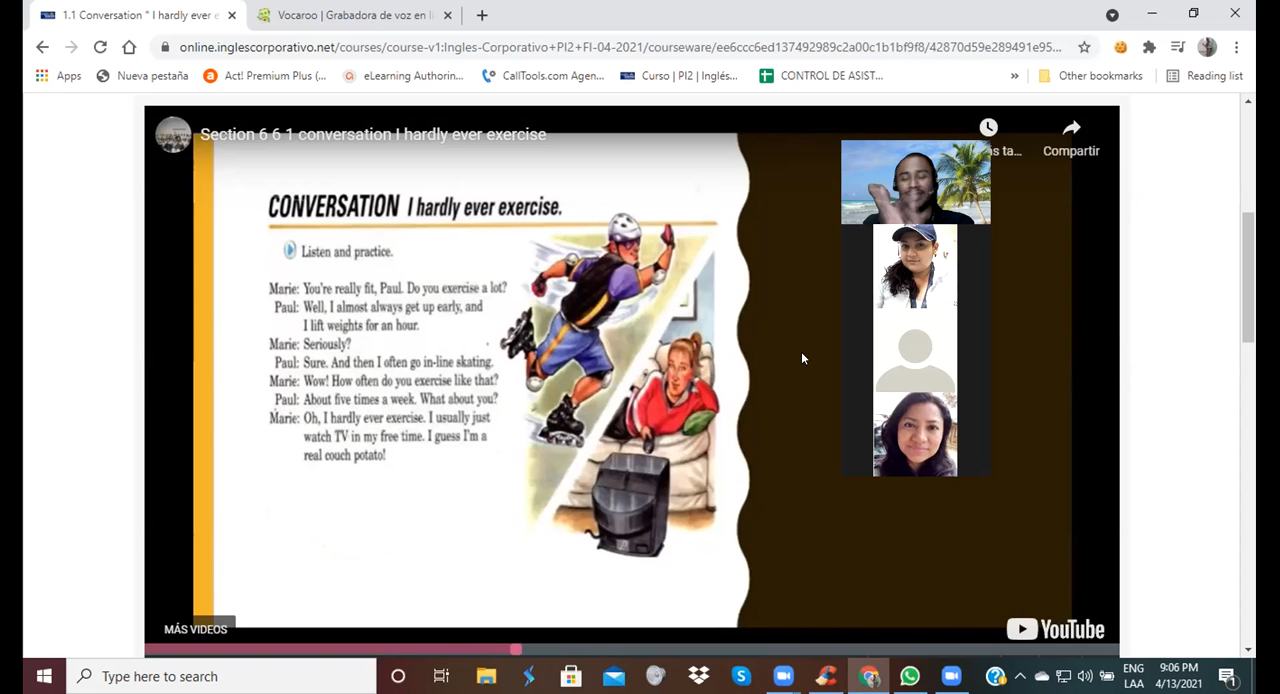 1.1 Conversation " I hardly ever e
Vocaroo | Grabadora de voz en l
online.inglescorporativo.net/courses/course-v1:Ingles-Corporativo+PI2+FI-04-2021/courseware/ee6ccc6ed137492989c2a00c1b1bf9f8/42870d59e289491e95...
Apps
Nueva pestaña
Act! Premium Plus (...
eLearning Authorin...
CallTools.com Agen...
Curso | PI2 | Inglés...
CONTROL DE ASIST...
»
Other bookmarks
Reading list
Section 6 6 1 conversation I hardly ever exercise
s ta...
Compartir
CONVERSATION I hardly ever exercise.
Listen and practice.
Marie: You're really fit, Paul. Do you exercise a lot?
Paul: Well, I almost always get up early, and
I lift weights for an hour.
Marie: Seriously?
Paul: Sure. And then I often go in-line skating.
Marie: Wow! How often do you exercise like that?
Paul: About five times a week. What about you?
Marie: Oh, I hardly ever exercise. I usually just
watch TV in my free time. I guess I'm a
real couch potato!
MÁS VIDEOS
YouTube
Type here to search
ENG
LAA
9:06 PM
4/13/2021
1